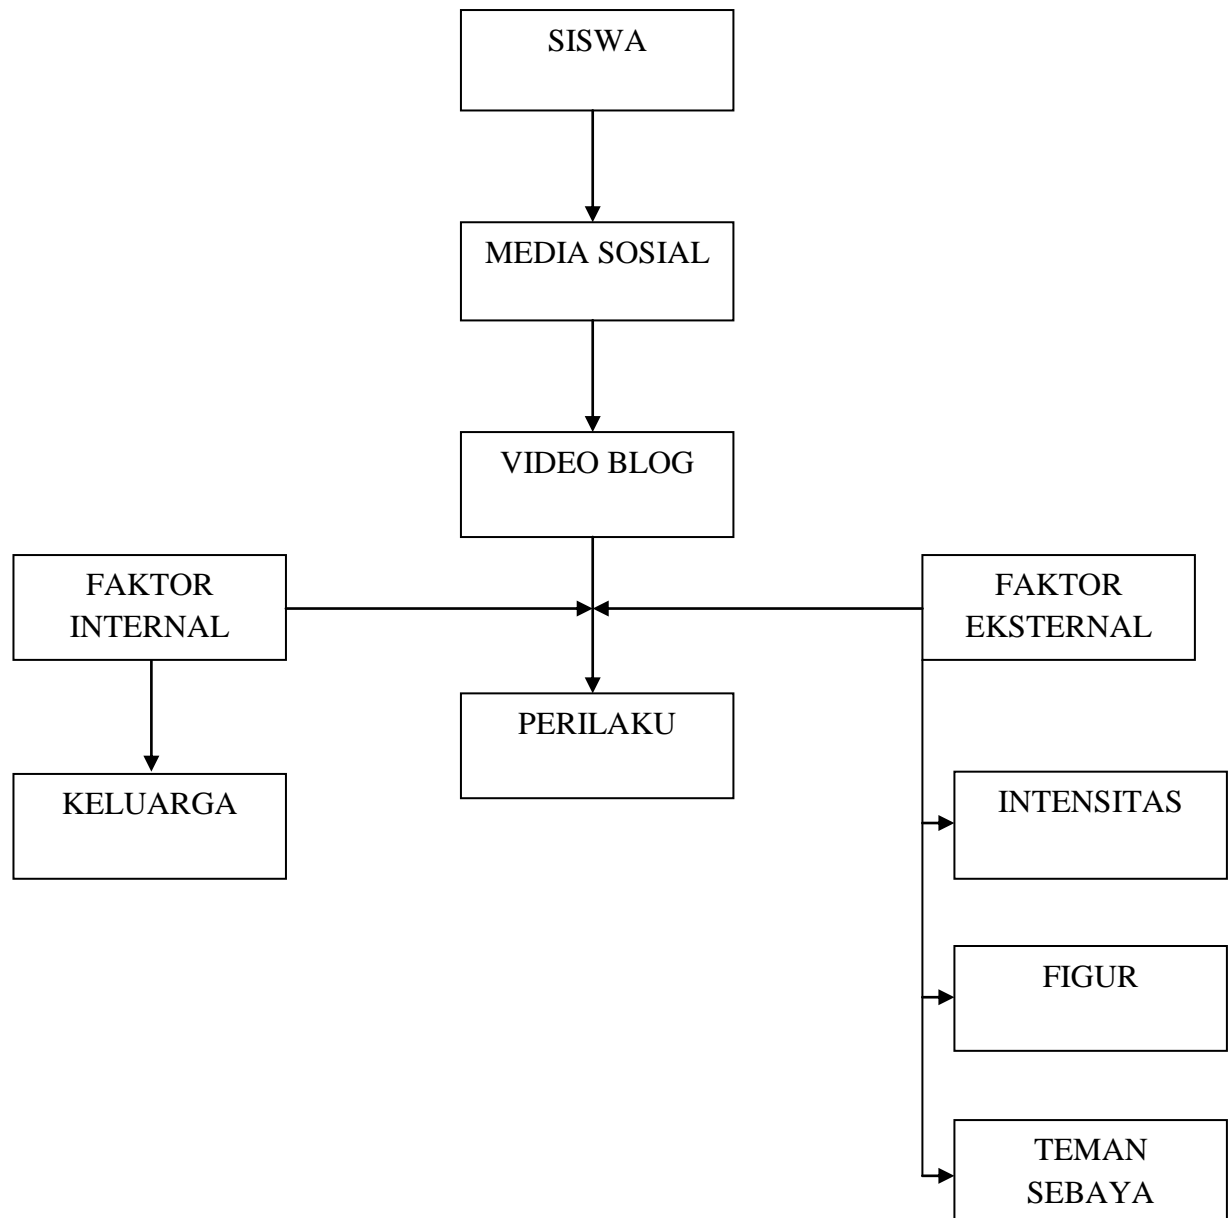 SISWA
MEDIA SOSIAL
VIDEO BLOG
FAKTOR
INTERNAL
FAKTOR
EKSTERNAL
PERILAKU
KELUARGA
INTENSITAS
FIGUR
TEMAN
SEBAYA